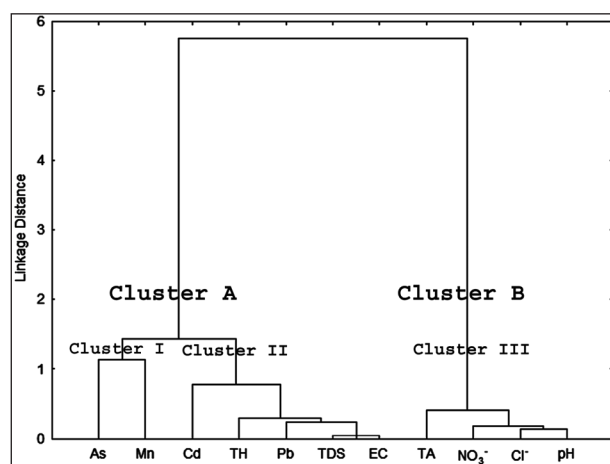 6
5
4
3
2
1
0
Linkage Distance
Cluster A Cluster B
Cluster I Cluster II Cluster III
As Mn Cd TH Pb TDS EC TA NO₃⁻ Cl⁻ pH